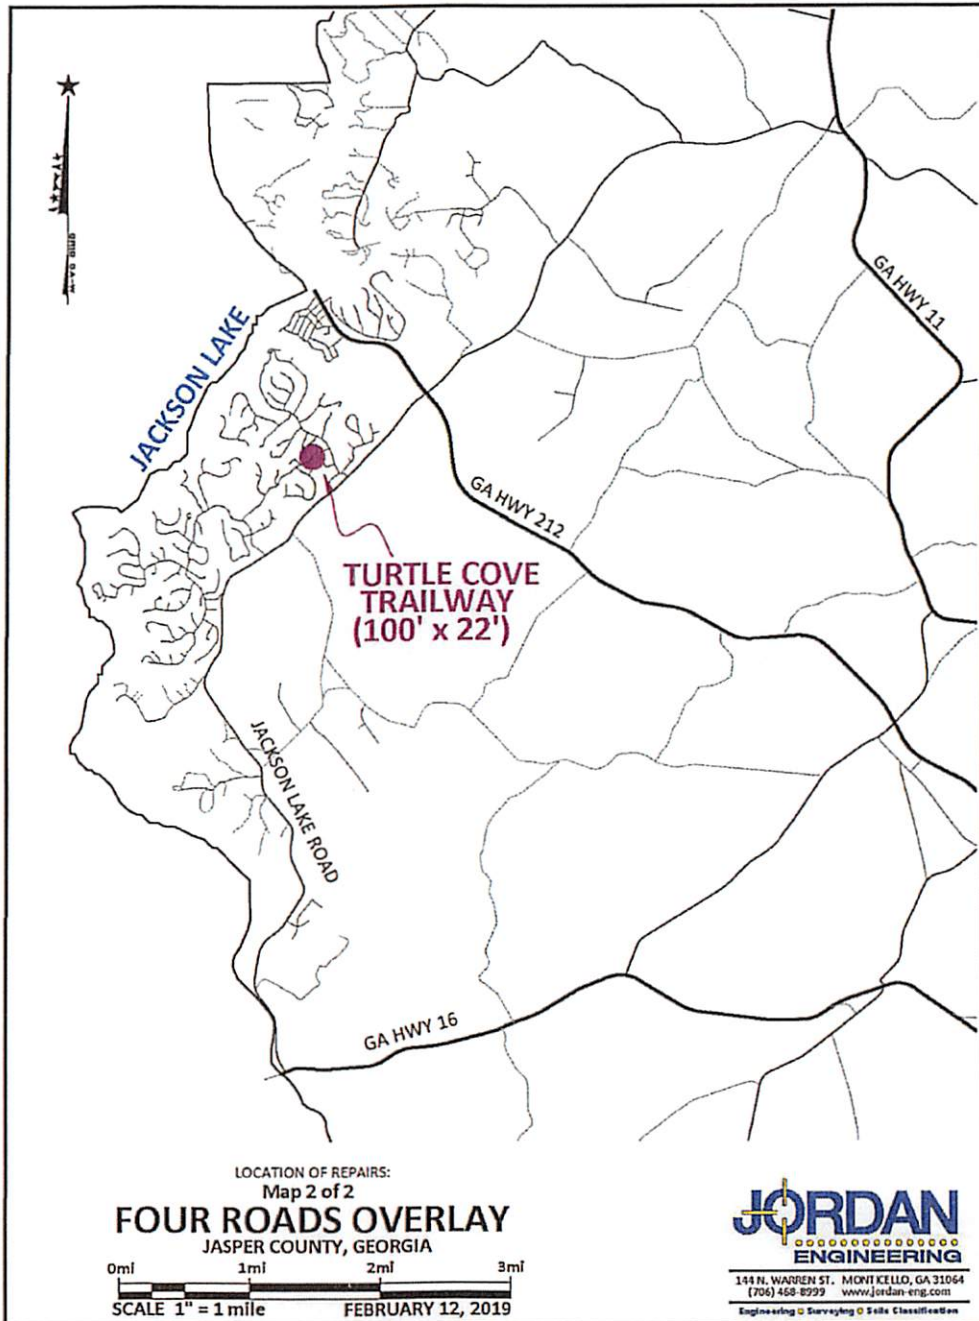 JACKSON LAKE
GA HWY 11
GA HWY 212
TURTLE COVE
TRAILWAY
(100' x 22')
JACKSON LAKE ROAD
GA HWY 16
LOCATION OF REPAIRS:
Map 2 of 2
FOUR ROADS OVERLAY
JASPER COUNTY, GEORGIA
0mi 1mi 2mi 3mi
SCALE 1" = 1 mile FEBRUARY 12, 2019
JORDAN
ENGINEERING
144 N. WARREN ST. MONTICELLO, GA 31064
(706) 468-8999 www.jordan-eng.com
Engineering Surveying Soils Classification